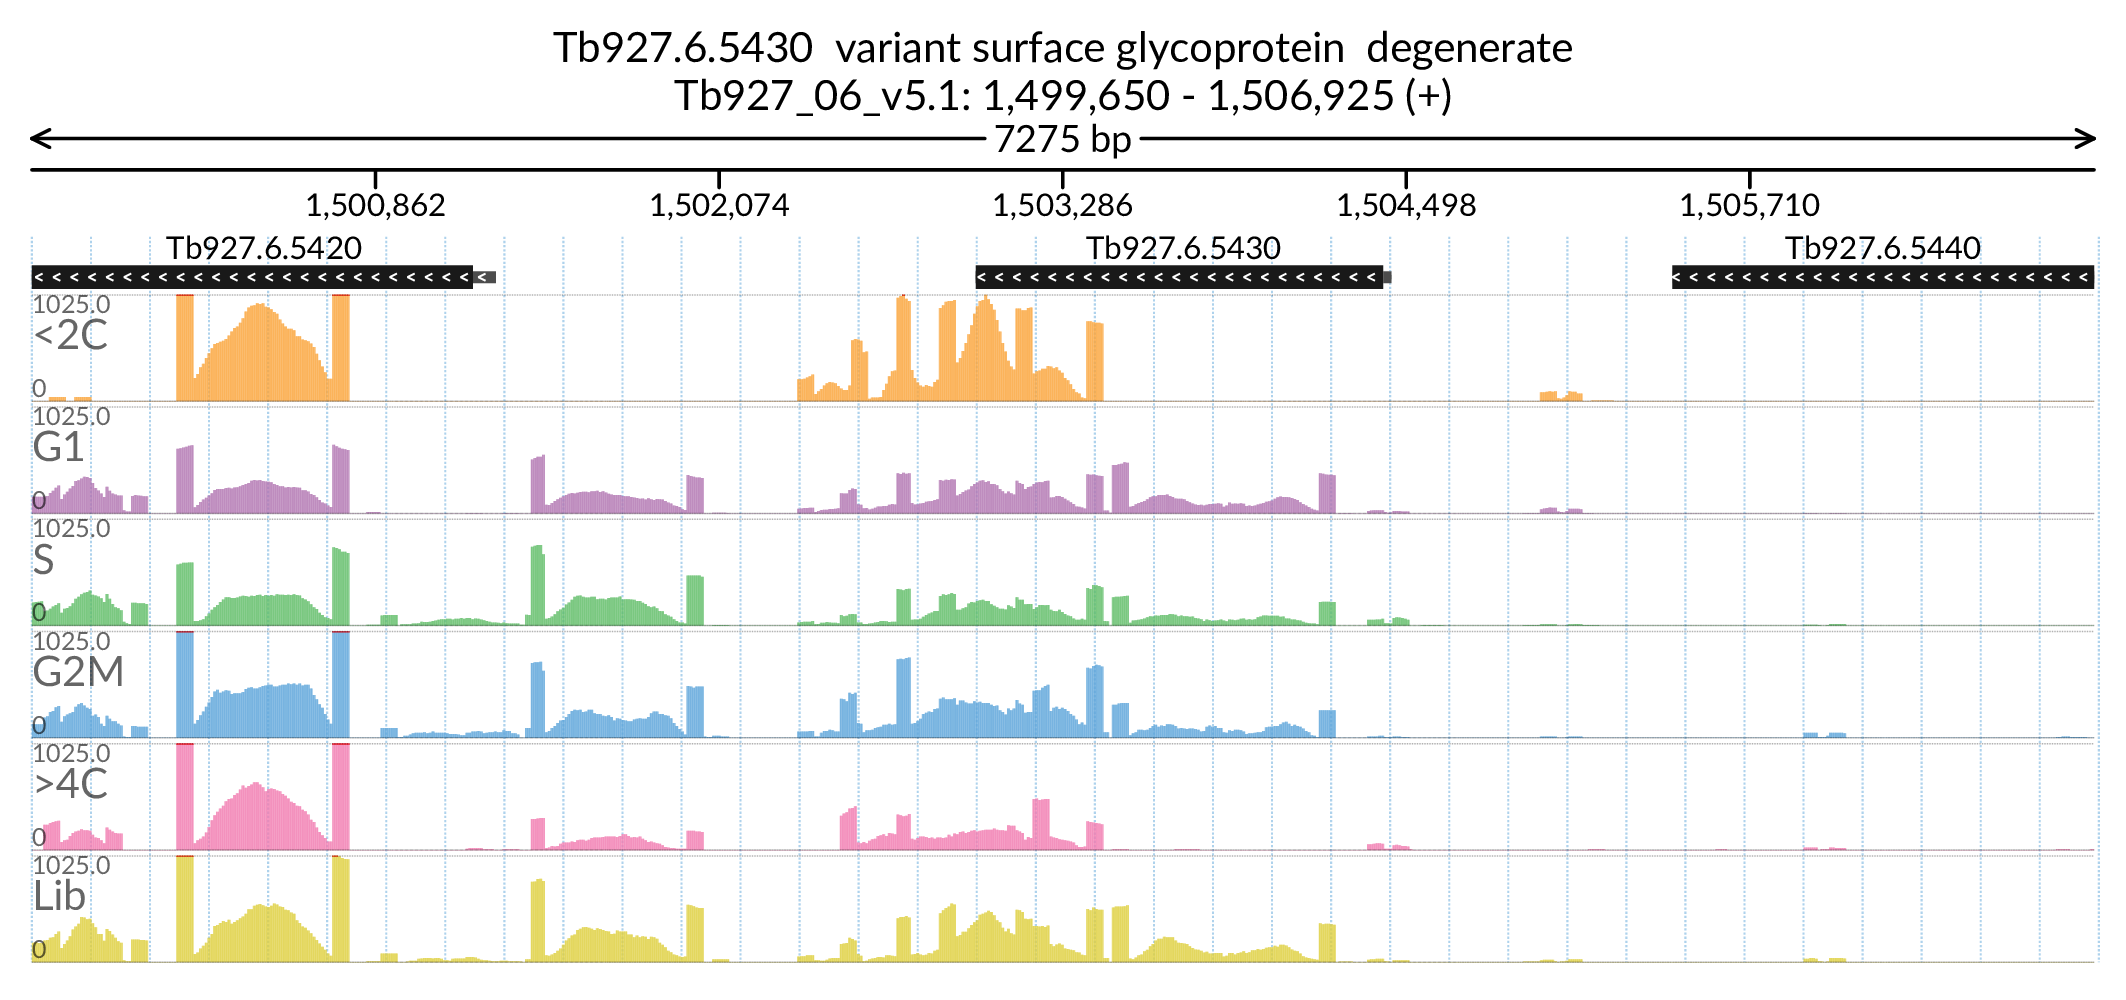 Tb927.6.5430  variant surface glycoprotein  degenerate
Tb927_06_v5.1: 1,499,650 - 1,506,925 (+)
7275 bp
1,500,862 1,502,074 1,503,286 1,504,498 1,505,710
Tb927.6.5420 Tb927.6.5430 Tb927.6.5440
1025.0
<2C
0
1025.0
G1
0
1025.0
S
0
1025.0
G2M
0
1025.0
>4C
0
1025.0
Lib
0